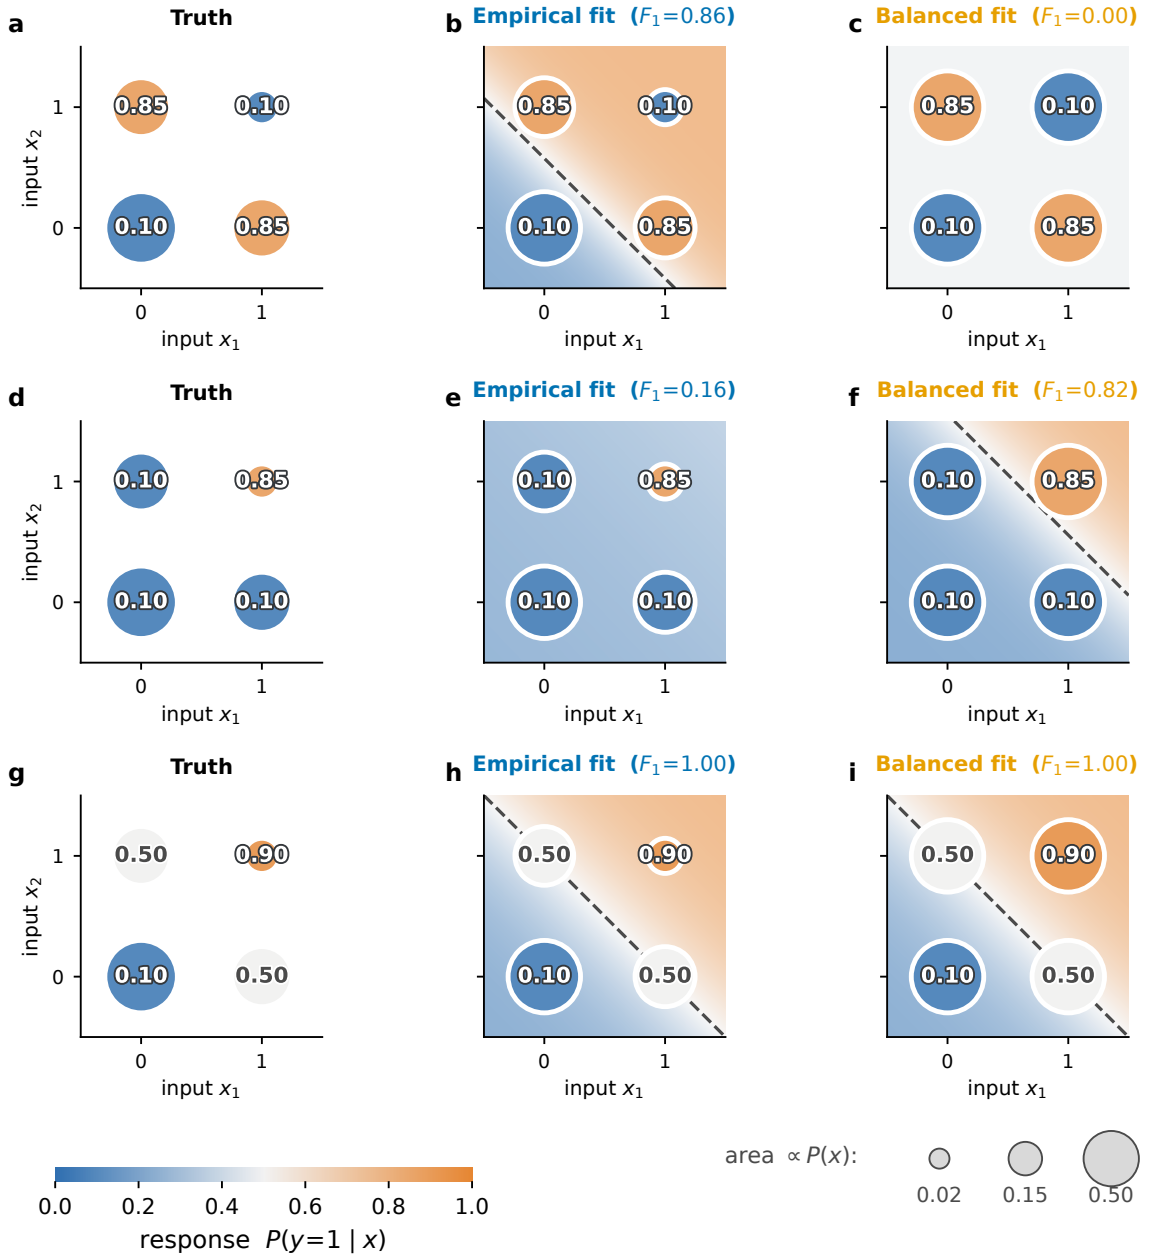 a Truth
b Empirical fit (F1=0.86)
c Balanced fit (F1=0.00)
input x2
1
0
0.85
0.10
0.10
0.85
0 1
input x1
0.85
0.10
0.10
0.85
0 1
input x1
0.85
0.10
0.10
0.85
0 1
input x1
d Truth
e Empirical fit (F1=0.16)
f Balanced fit (F1=0.82)
input x2
1
0
0.10
0.85
0.10
0.10
0 1
input x1
0.10
0.85
0.10
0.10
0 1
input x1
0.10
0.85
0.10
0.10
0 1
input x1
g Truth
h Empirical fit (F1=1.00)
i Balanced fit (F1=1.00)
input x2
1
0
0.50
0.90
0.10
0.50
0 1
input x1
0.50
0.90
0.10
0.50
0 1
input x1
0.50
0.90
0.10
0.50
0 1
input x1
0.0 0.2 0.4 0.6 0.8 1.0
response P(y=1 | x)
area ∝ P(x):
0.02 0.15 0.50